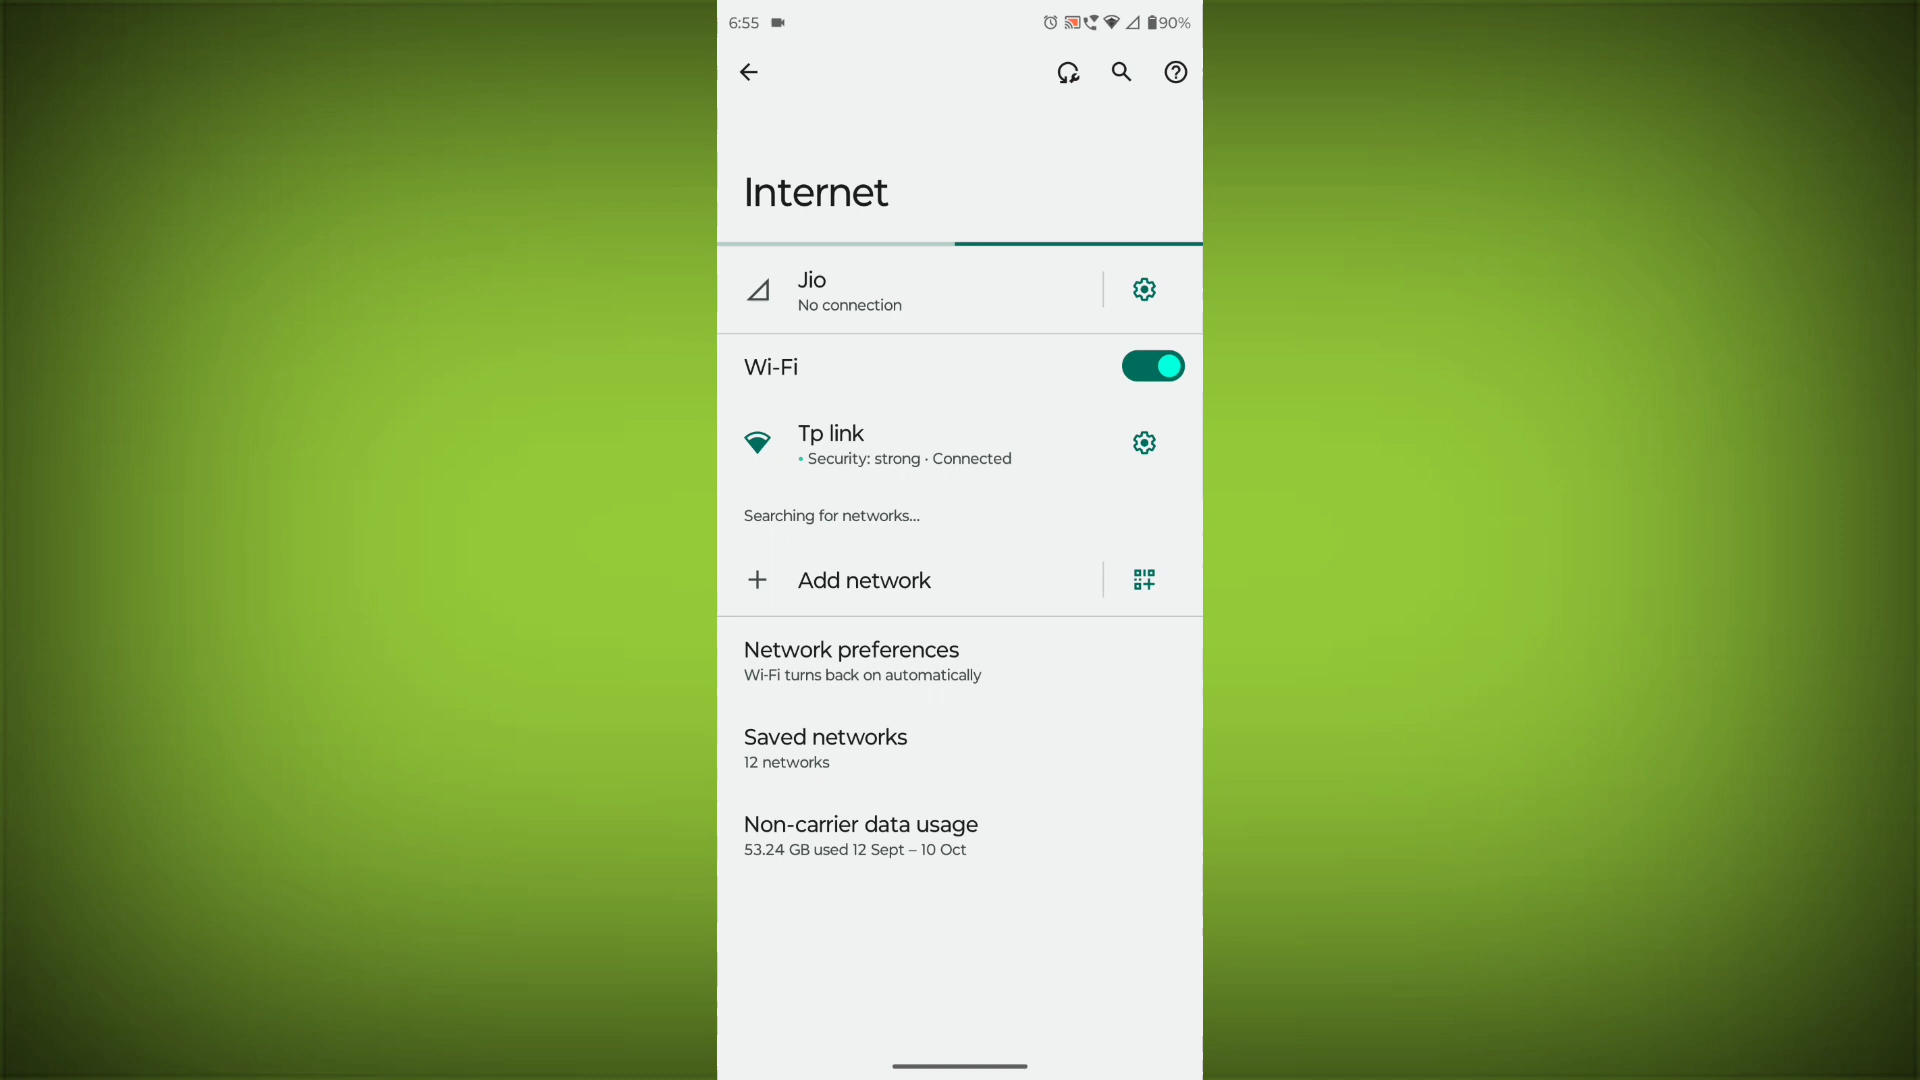 6:55
90%
Internet
Jio
No connection
Wi-Fi
Tp link
• Security: strong · Connected
Searching for networks...
Add network
Network preferences
Wi-Fi turns back on automatically
Saved networks
12 networks
Non-carrier data usage
53.24 GB used 12 Sept – 10 Oct